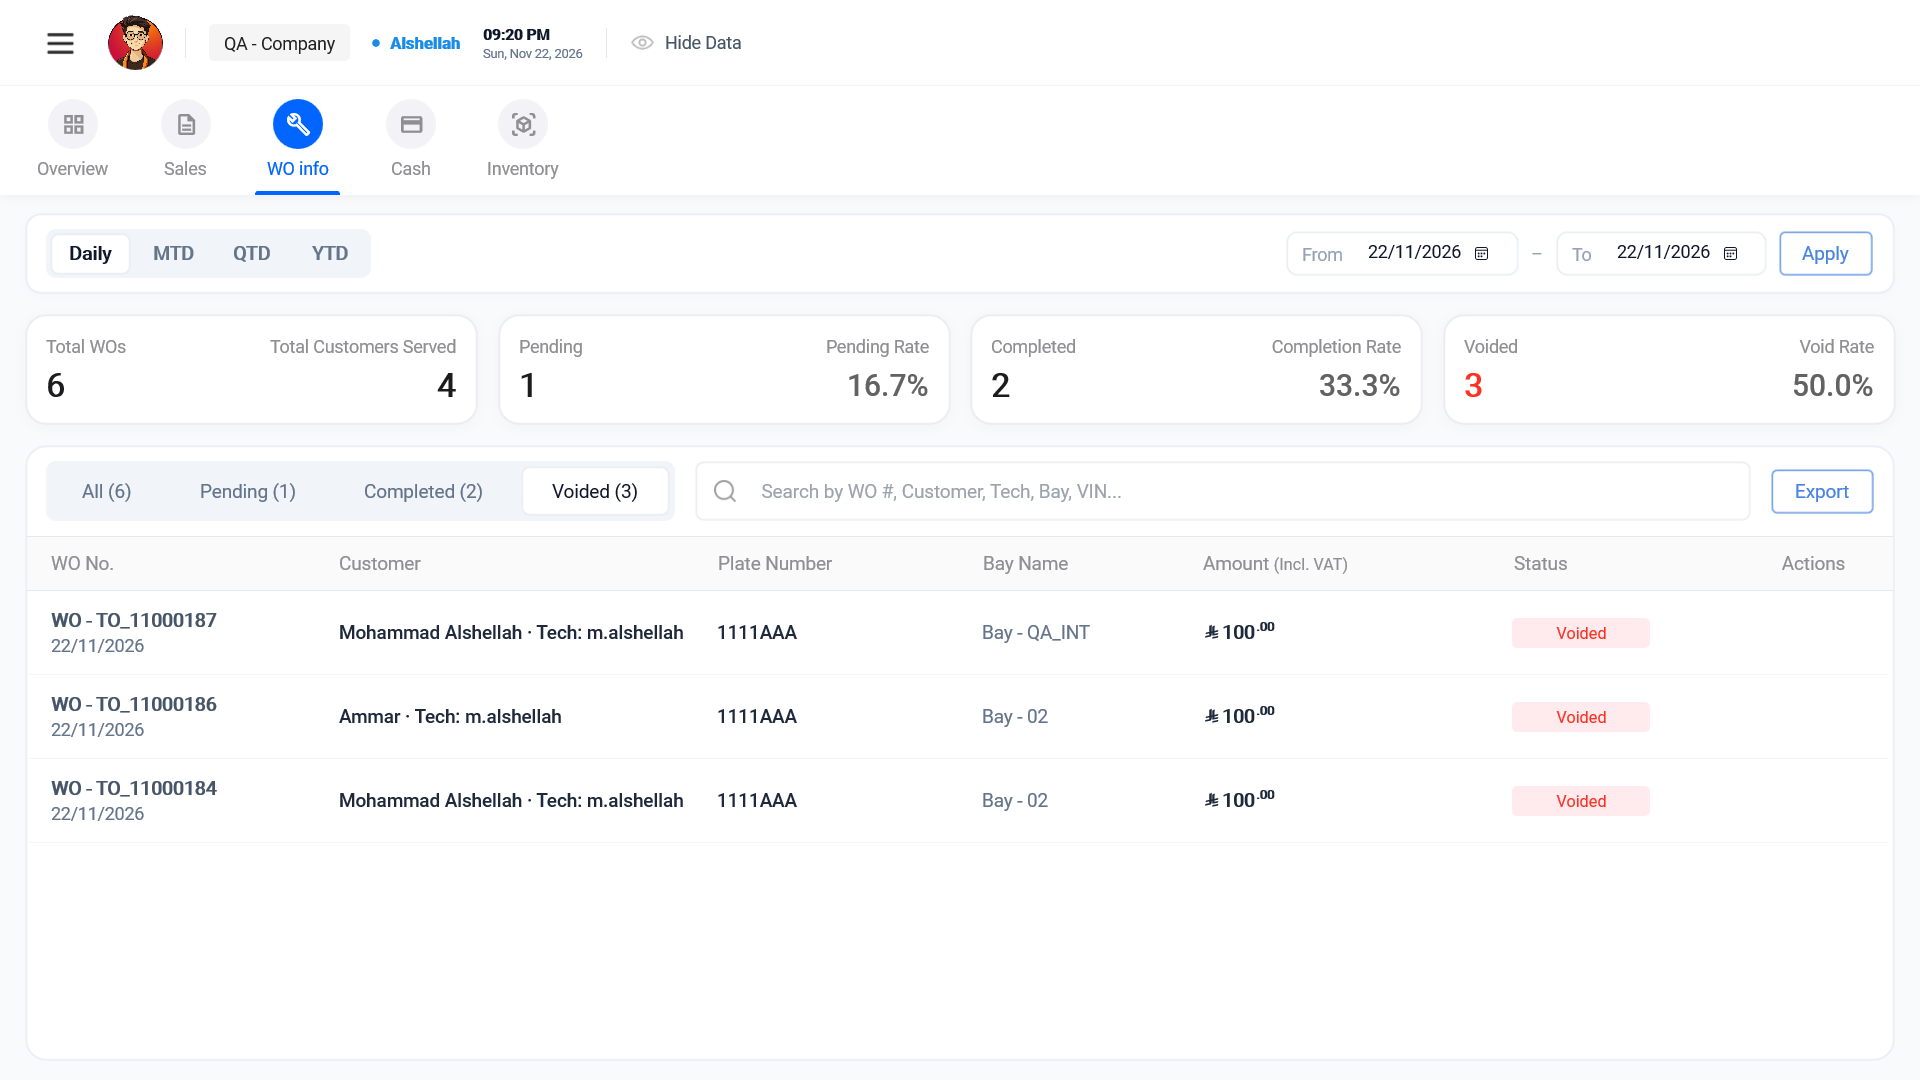 QA - Company
Alshellah
09:20 PM
Sun, Nov 22, 2026
Hide Data
Overview
Sales
WO info
Cash
Inventory
Daily
MTD
QTD
YTD
From 22/11/2026
–
To 22/11/2026
Apply
Total WOs
6
Total Customers Served
4
Pending
1
Pending Rate
16.7%
Completed
2
Completion Rate
33.3%
Voided
3
Void Rate
50.0%
All (6)
Pending (1)
Completed (2)
Voided (3)
Search by WO #, Customer, Tech, Bay, VIN...
Export
WO No.
Customer
Plate Number
Bay Name
Amount (Incl. VAT)
Status
Actions
WO - TO_11000187
22/11/2026
Mohammad Alshellah · Tech: m.alshellah
1111AAA
Bay - QA_INT
⃁ 100.00
Voided
WO - TO_11000186
22/11/2026
Ammar · Tech: m.alshellah
1111AAA
Bay - 02
⃁ 100.00
Voided
WO - TO_11000184
22/11/2026
Mohammad Alshellah · Tech: m.alshellah
1111AAA
Bay - 02
⃁ 100.00
Voided